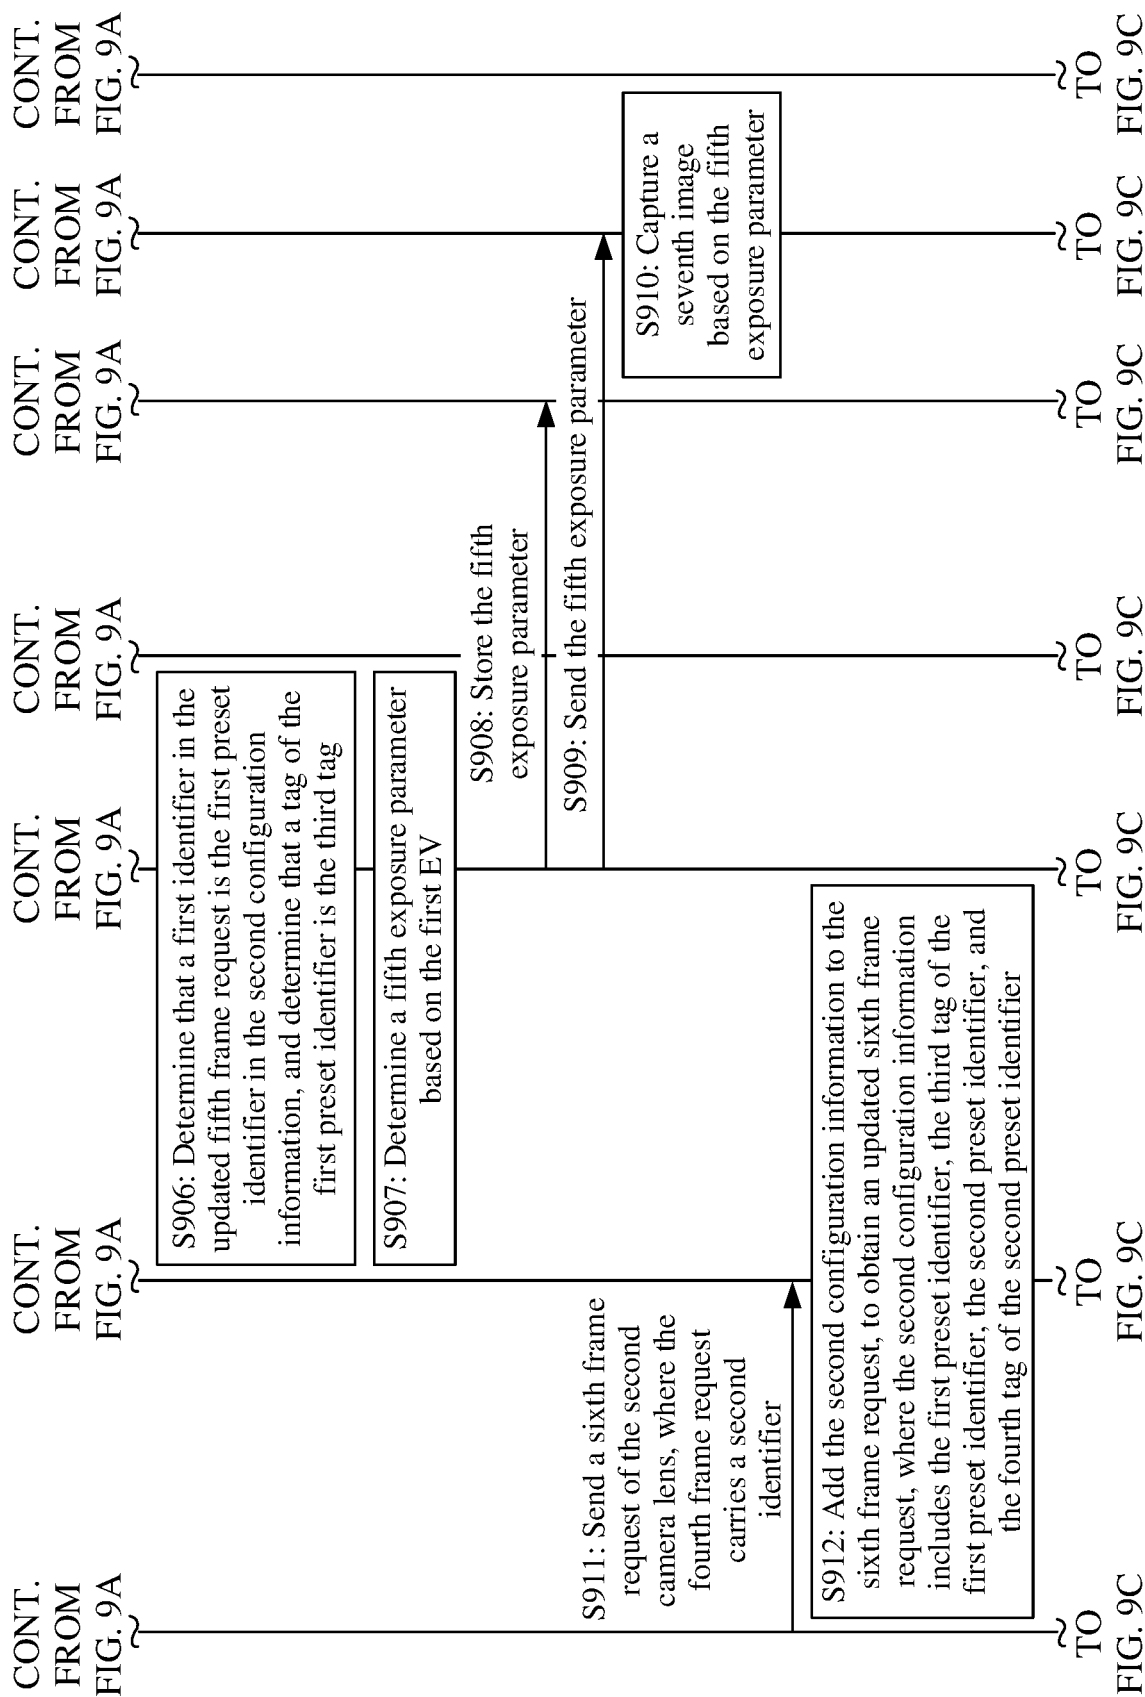 CONT.
FROM
FIG. 9A
CONT.
FROM
FIG. 9A
CONT.
FROM
FIG. 9A
CONT.
FROM
FIG. 9A
CONT.
FROM
FIG. 9A
CONT.
FROM
FIG. 9A
CONT.
FROM
FIG. 9A
S906: Determine that a first identifier in the
updated fifth frame request is the first preset
identifier in the second configuration
information, and determine that a tag of the
first preset identifier is the third tag
S907: Determine a fifth exposure parameter
based on the first EV
S908: Store the fifth
exposure parameter
S909: Send the fifth exposure parameter
S910: Capture a
seventh image
based on the fifth
exposure parameter
S911: Send a sixth frame
request of the second
camera lens, where the
fourth frame request
carries a second
identifier
S912: Add the second configuration information to the
sixth frame request, to obtain an updated sixth frame
request, where the second configuration information
includes the first preset identifier, the third tag of the
first preset identifier, the second preset identifier, and
the fourth tag of the second preset identifier
TO
FIG. 9C
TO
FIG. 9C
TO
FIG. 9C
TO
FIG. 9C
TO
FIG. 9C
TO
FIG. 9C
TO
FIG. 9C